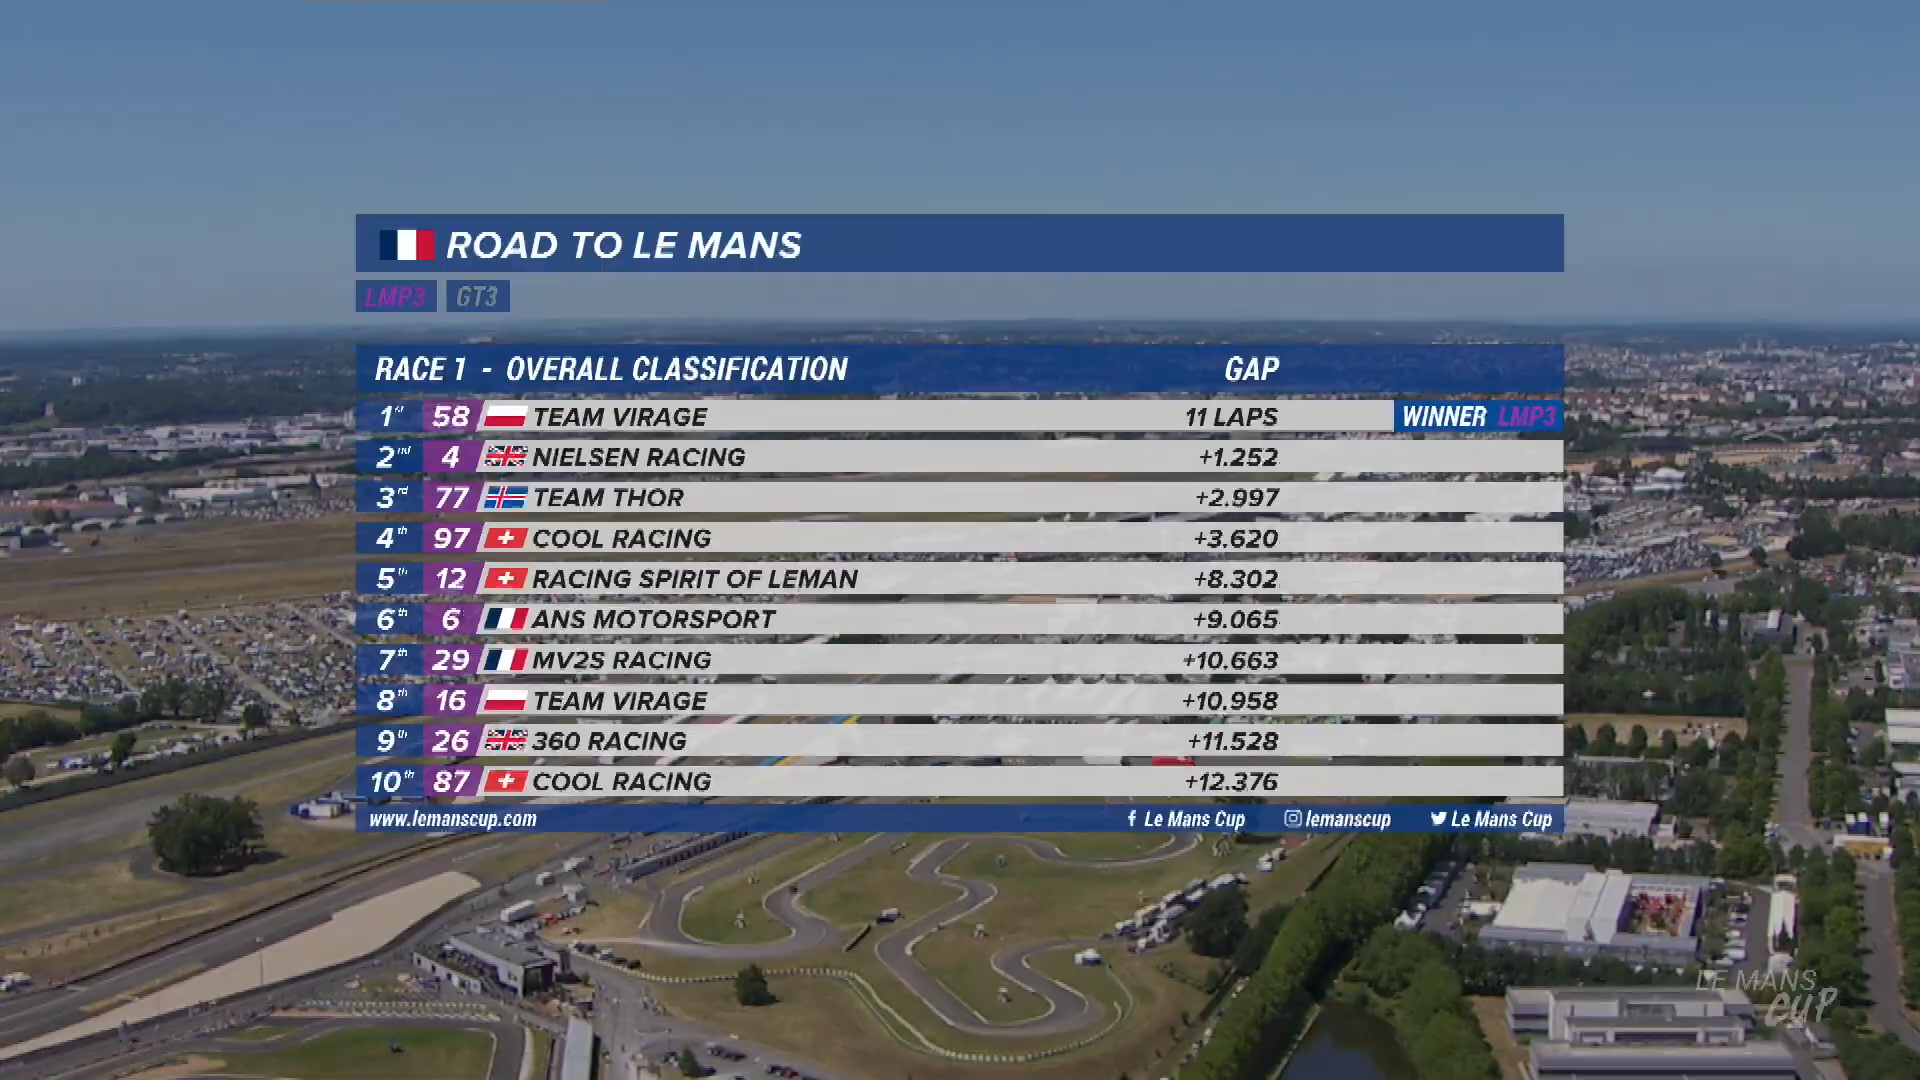 ROAD TO LE MANS
LMP3 GT3
RACE 1 - OVERALL CLASSIFICATION GAP
1st 58 TEAM VIRAGE 11 LAPS WINNER LMP3
2nd 4 NIELSEN RACING +1.252
3rd 77 TEAM THOR +2.997
4th 97 COOL RACING +3.620
5th 12 RACING SPIRIT OF LEMAN +8.302
6th 6 ANS MOTORSPORT +9.065
7th 29 MV2S RACING +10.663
8th 16 TEAM VIRAGE +10.958
9th 26 360 RACING +11.528
10th 87 COOL RACING +12.376
www.lemanscup.com Le Mans Cup lemanscup Le Mans Cup
LE MANS
CUP